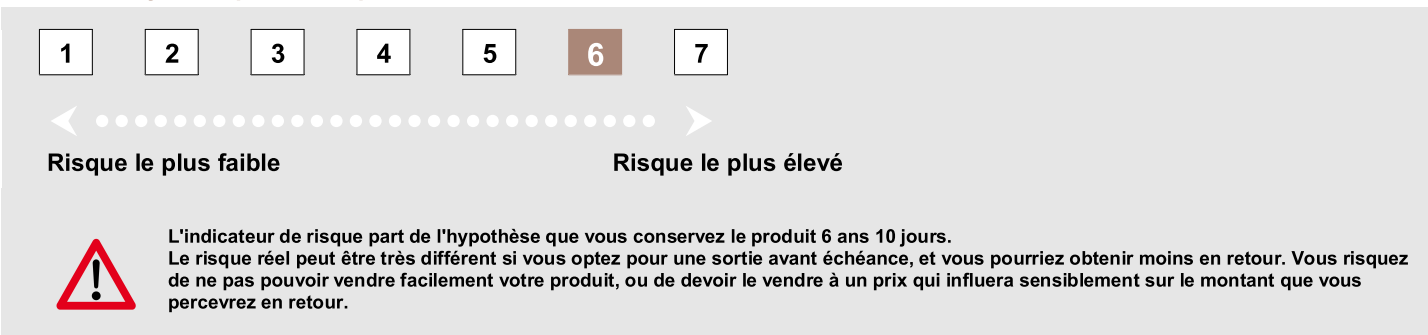 1 2 3 4 5 6 7
Risque le plus faible Risque le plus élevé
L'indicateur de risque part de l'hypothèse que vous conservez le produit 6 ans 10 jours.
Le risque réel peut être très différent si vous optez pour une sortie avant échéance, et vous pourriez obtenir moins en retour. Vous risquez
de ne pas pouvoir vendre facilement votre produit, ou de devoir le vendre à un prix qui influera sensiblement sur le montant que vous
percevrez en retour.